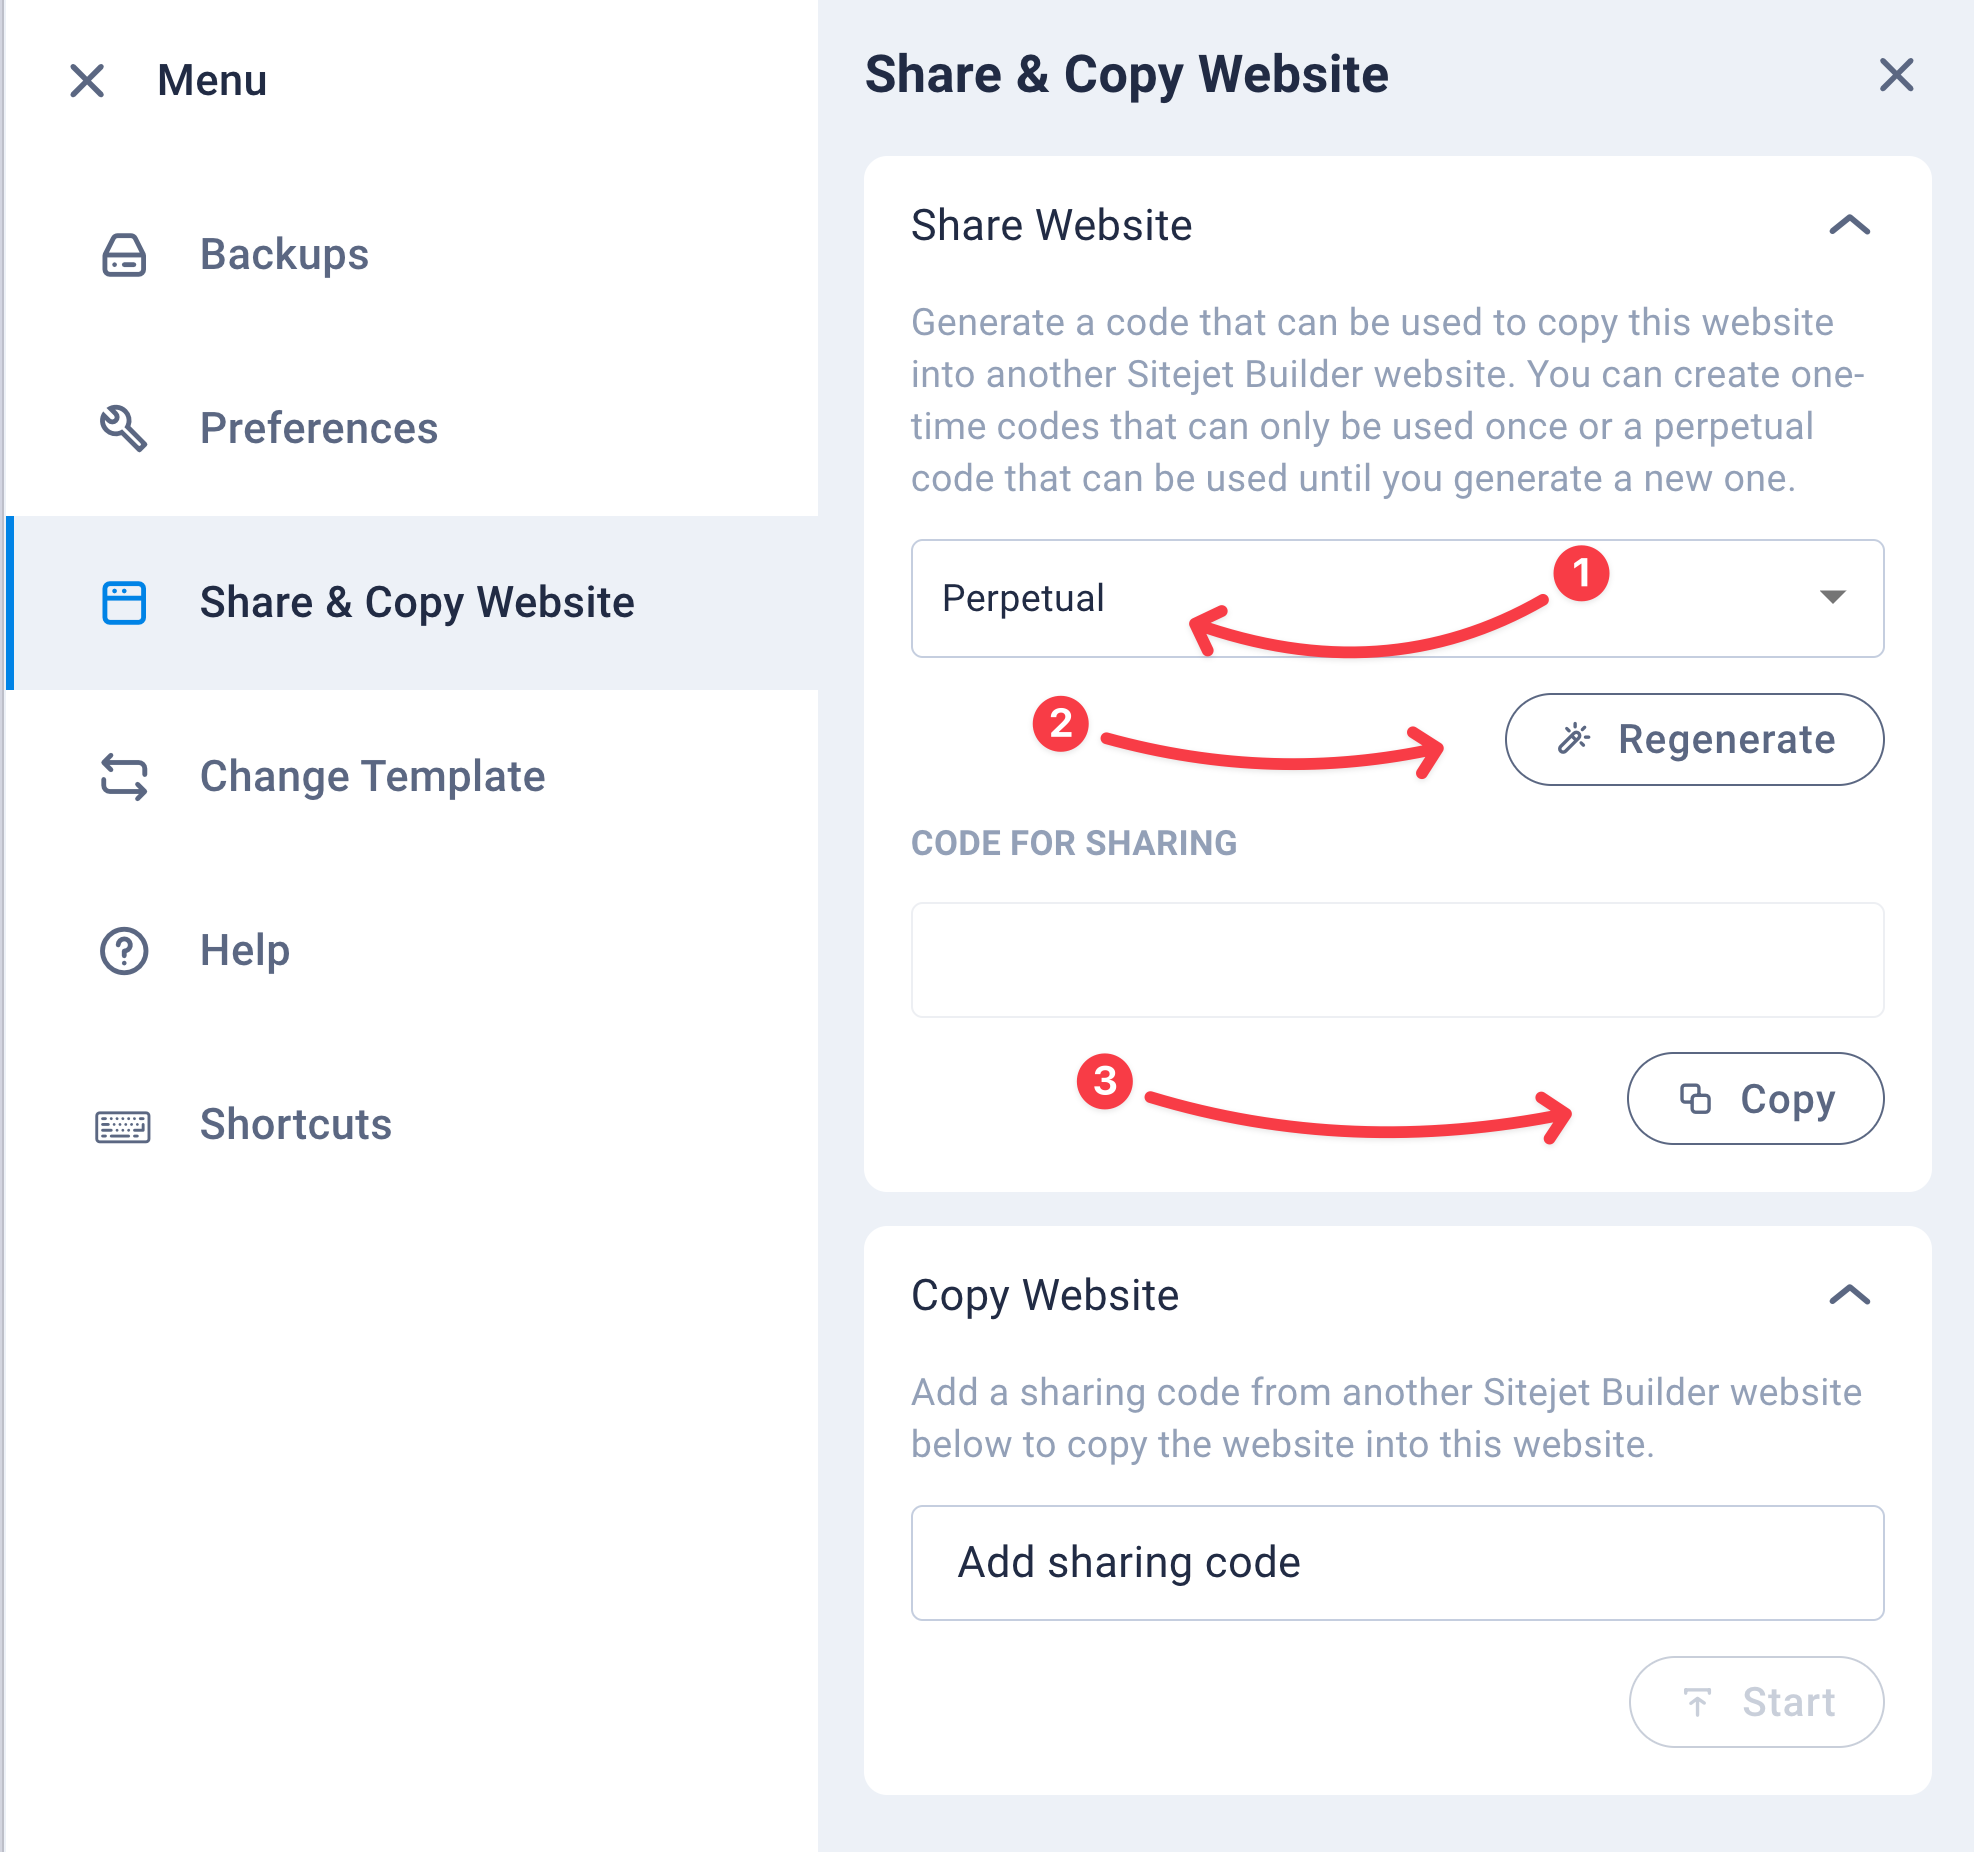 Menu
Backups
Preferences
Share & Copy Website
Change Template
Help
Shortcuts
Share & Copy Website
Share Website
Generate a code that can be used to copy this website
into another Sitejet Builder website. You can create one-
time codes that can only be used once or a perpetual
code that can be used until you generate a new one.
Perpetual
1
2
Regenerate
CODE FOR SHARING
3
Copy
Copy Website
Add a sharing code from another Sitejet Builder website
below to copy the website into this website.
Add sharing code
Start